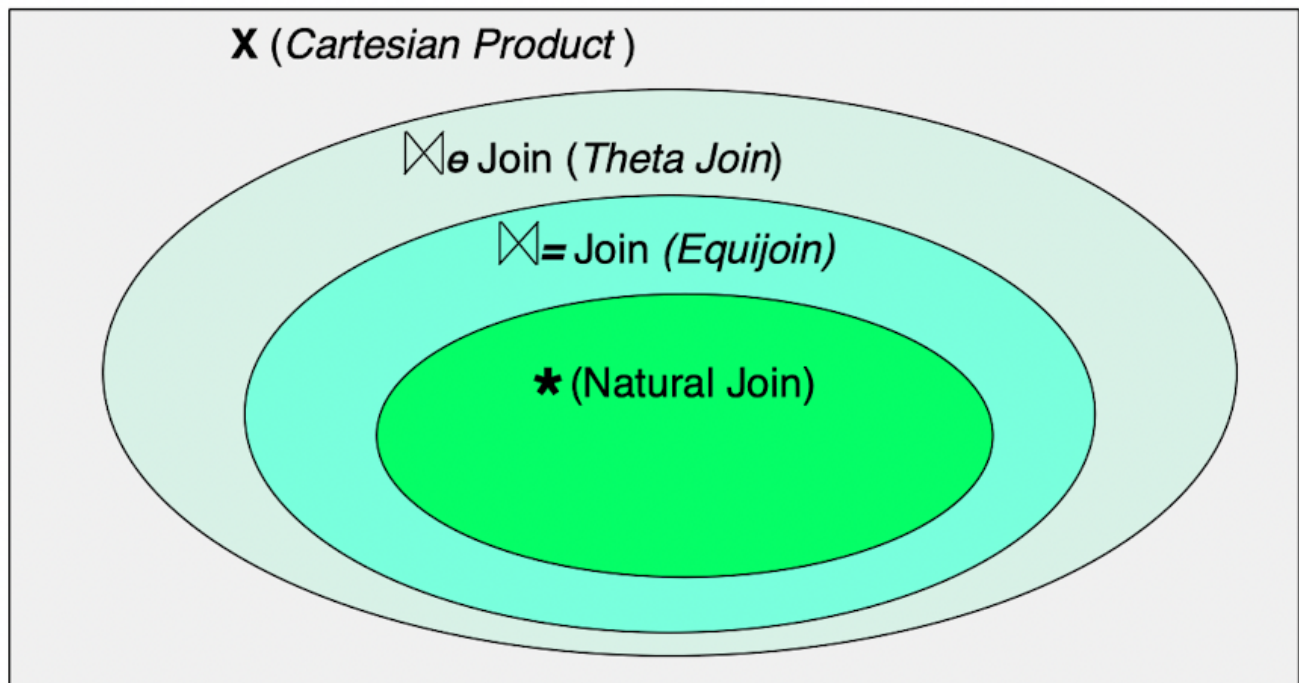 X (Cartesian Product )
⋈ɵ Join (Theta Join)
⋈= Join (Equijoin)
* (Natural Join)